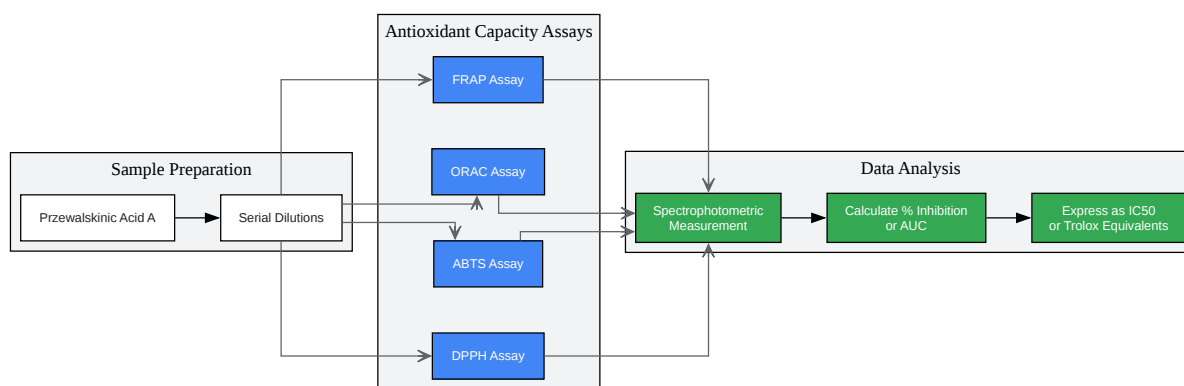 Sample Preparation
Przewalskinic Acid A
Serial Dilutions
Antioxidant Capacity Assays
FRAP Assay
ORAC Assay
ABTS Assay
DPPH Assay
Data Analysis
Spectrophotometric
Measurement
Calculate % Inhibition
or AUC
Express as IC50
or Trolox Equivalents